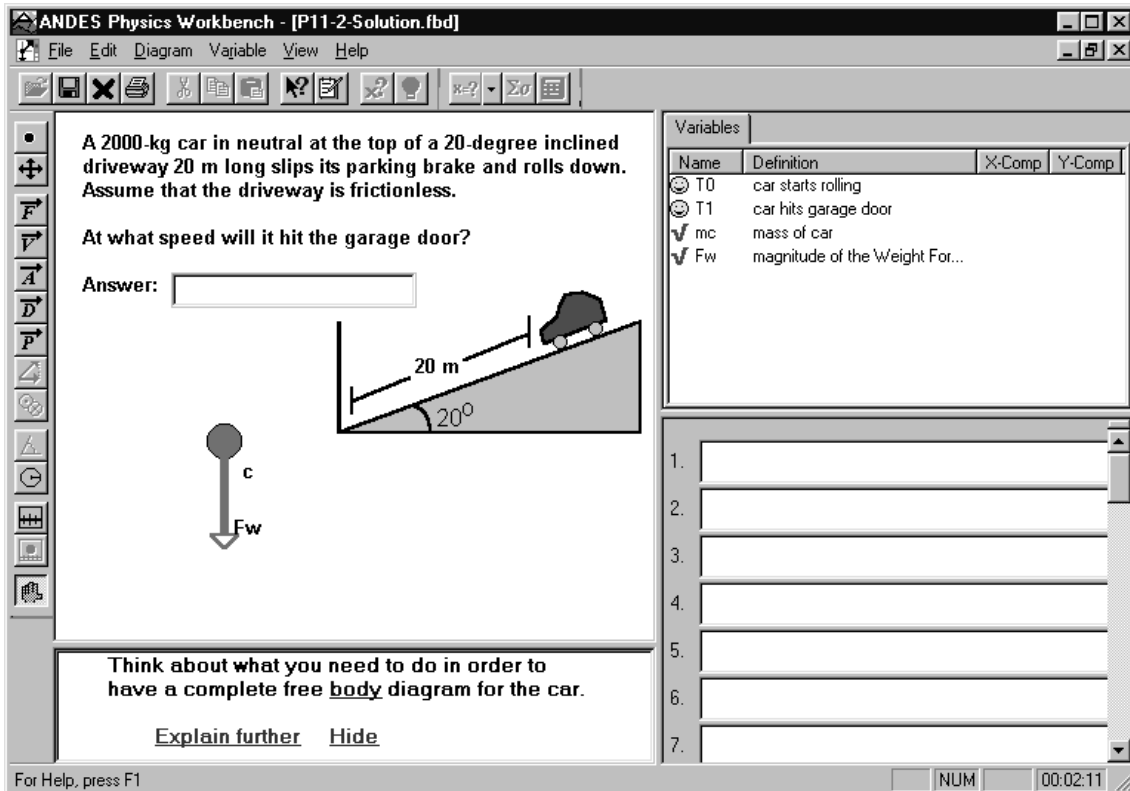 ANDES Physics Workbench - [P11-2-Solution.fbd]
File Edit Diagram Variable View Help
x=? Σσ
A 2000-kg car in neutral at the top of a 20-degree inclined
driveway 20 m long slips its parking brake and rolls down.
Assume that the driveway is frictionless.
At what speed will it hit the garage door?
Answer:
20 m
20⁰
c
Fw
F
V
A
D
P
Think about what you need to do in order to
have a complete free body diagram for the car.
Explain further Hide
Variables
Name Definition X-Comp Y-Comp
T0 car starts rolling
T1 car hits garage door
mc mass of car
Fw magnitude of the Weight For...
1.
2.
3.
4.
5.
6.
7.
For Help, press F1
NUM 00:02:11